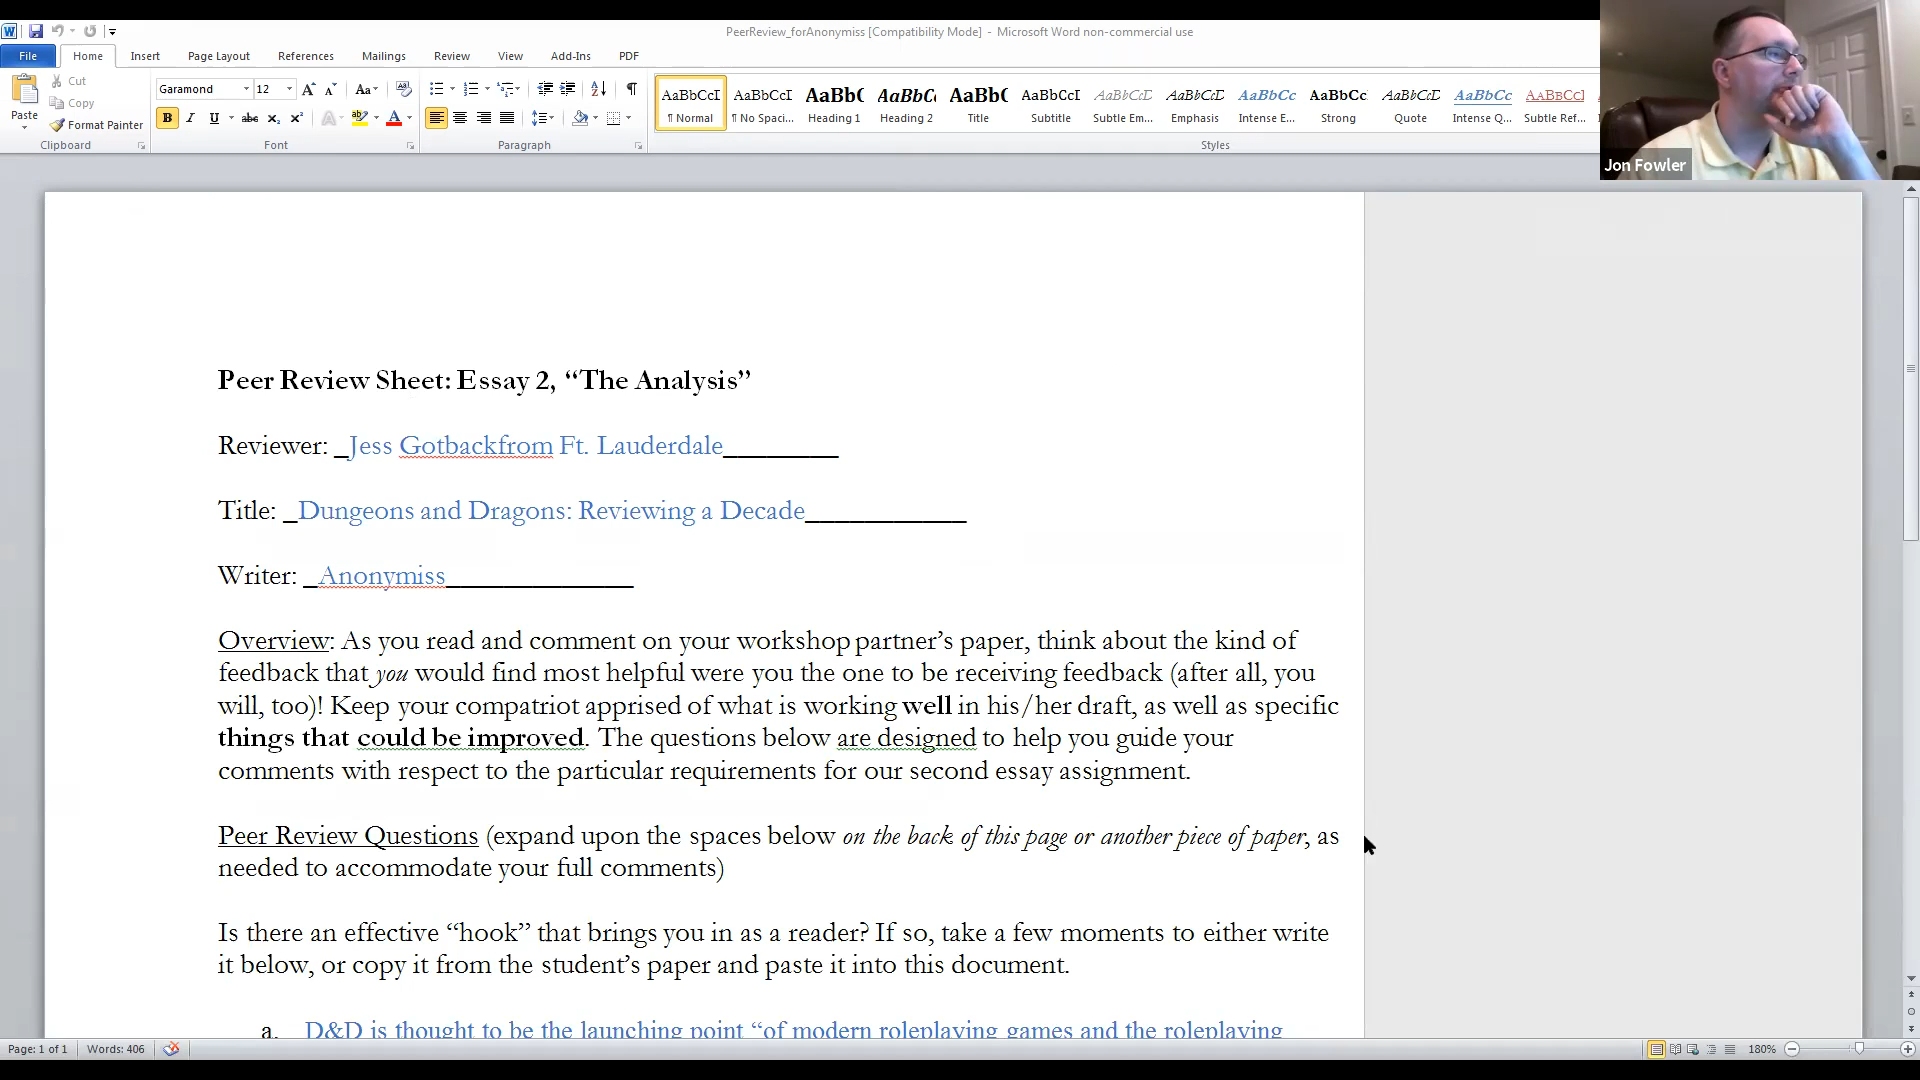 PeerReview_forAnonymiss [Compatibility Mode] - Microsoft Word non-commercial use
File Home Insert Page Layout References Mailings Review View Add-Ins PDF
Paste
Cut
Copy
Format Painter
Clipboard
Garamond 12
Font
Paragraph
AaBbCcI AaBbCcI AaBbC AaBbCc AaBbC AaBbCcI AaBbCcD AaBbCcD AaBbCc AaBbCc AaBbCcD AaBbCc AABBCCI
¶ Normal ¶ No Spaci... Heading 1 Heading 2 Title Subtitle Subtle Em... Emphasis Intense E... Strong Quote Intense Q... Subtle Ref...
Styles
Jon Fowler
Peer Review Sheet: Essay 2, “The Analysis”
Reviewer: _Jess Gotbackfrom Ft. Lauderdale________
Title: _Dungeons and Dragons: Reviewing a Decade___________
Writer: _Anonymiss_____________
Overview: As you read and comment on your workshop partner’s paper, think about the kind of
feedback that you would find most helpful were you the one to be receiving feedback (after all, you
will, too)! Keep your compatriot apprised of what is working well in his/her draft, as well as specific
things that could be improved. The questions below are designed to help you guide your
comments with respect to the particular requirements for our second essay assignment.
Peer Review Questions (expand upon the spaces below on the back of this page or another piece of paper, as
needed to accommodate your full comments)
Is there an effective “hook” that brings you in as a reader? If so, take a few moments to either write
it below, or copy it from the student’s paper and paste it into this document.
a. D&D is thought to be the launching point “of modern roleplaying games and the roleplaying
Page: 1 of 1 Words: 406 180%